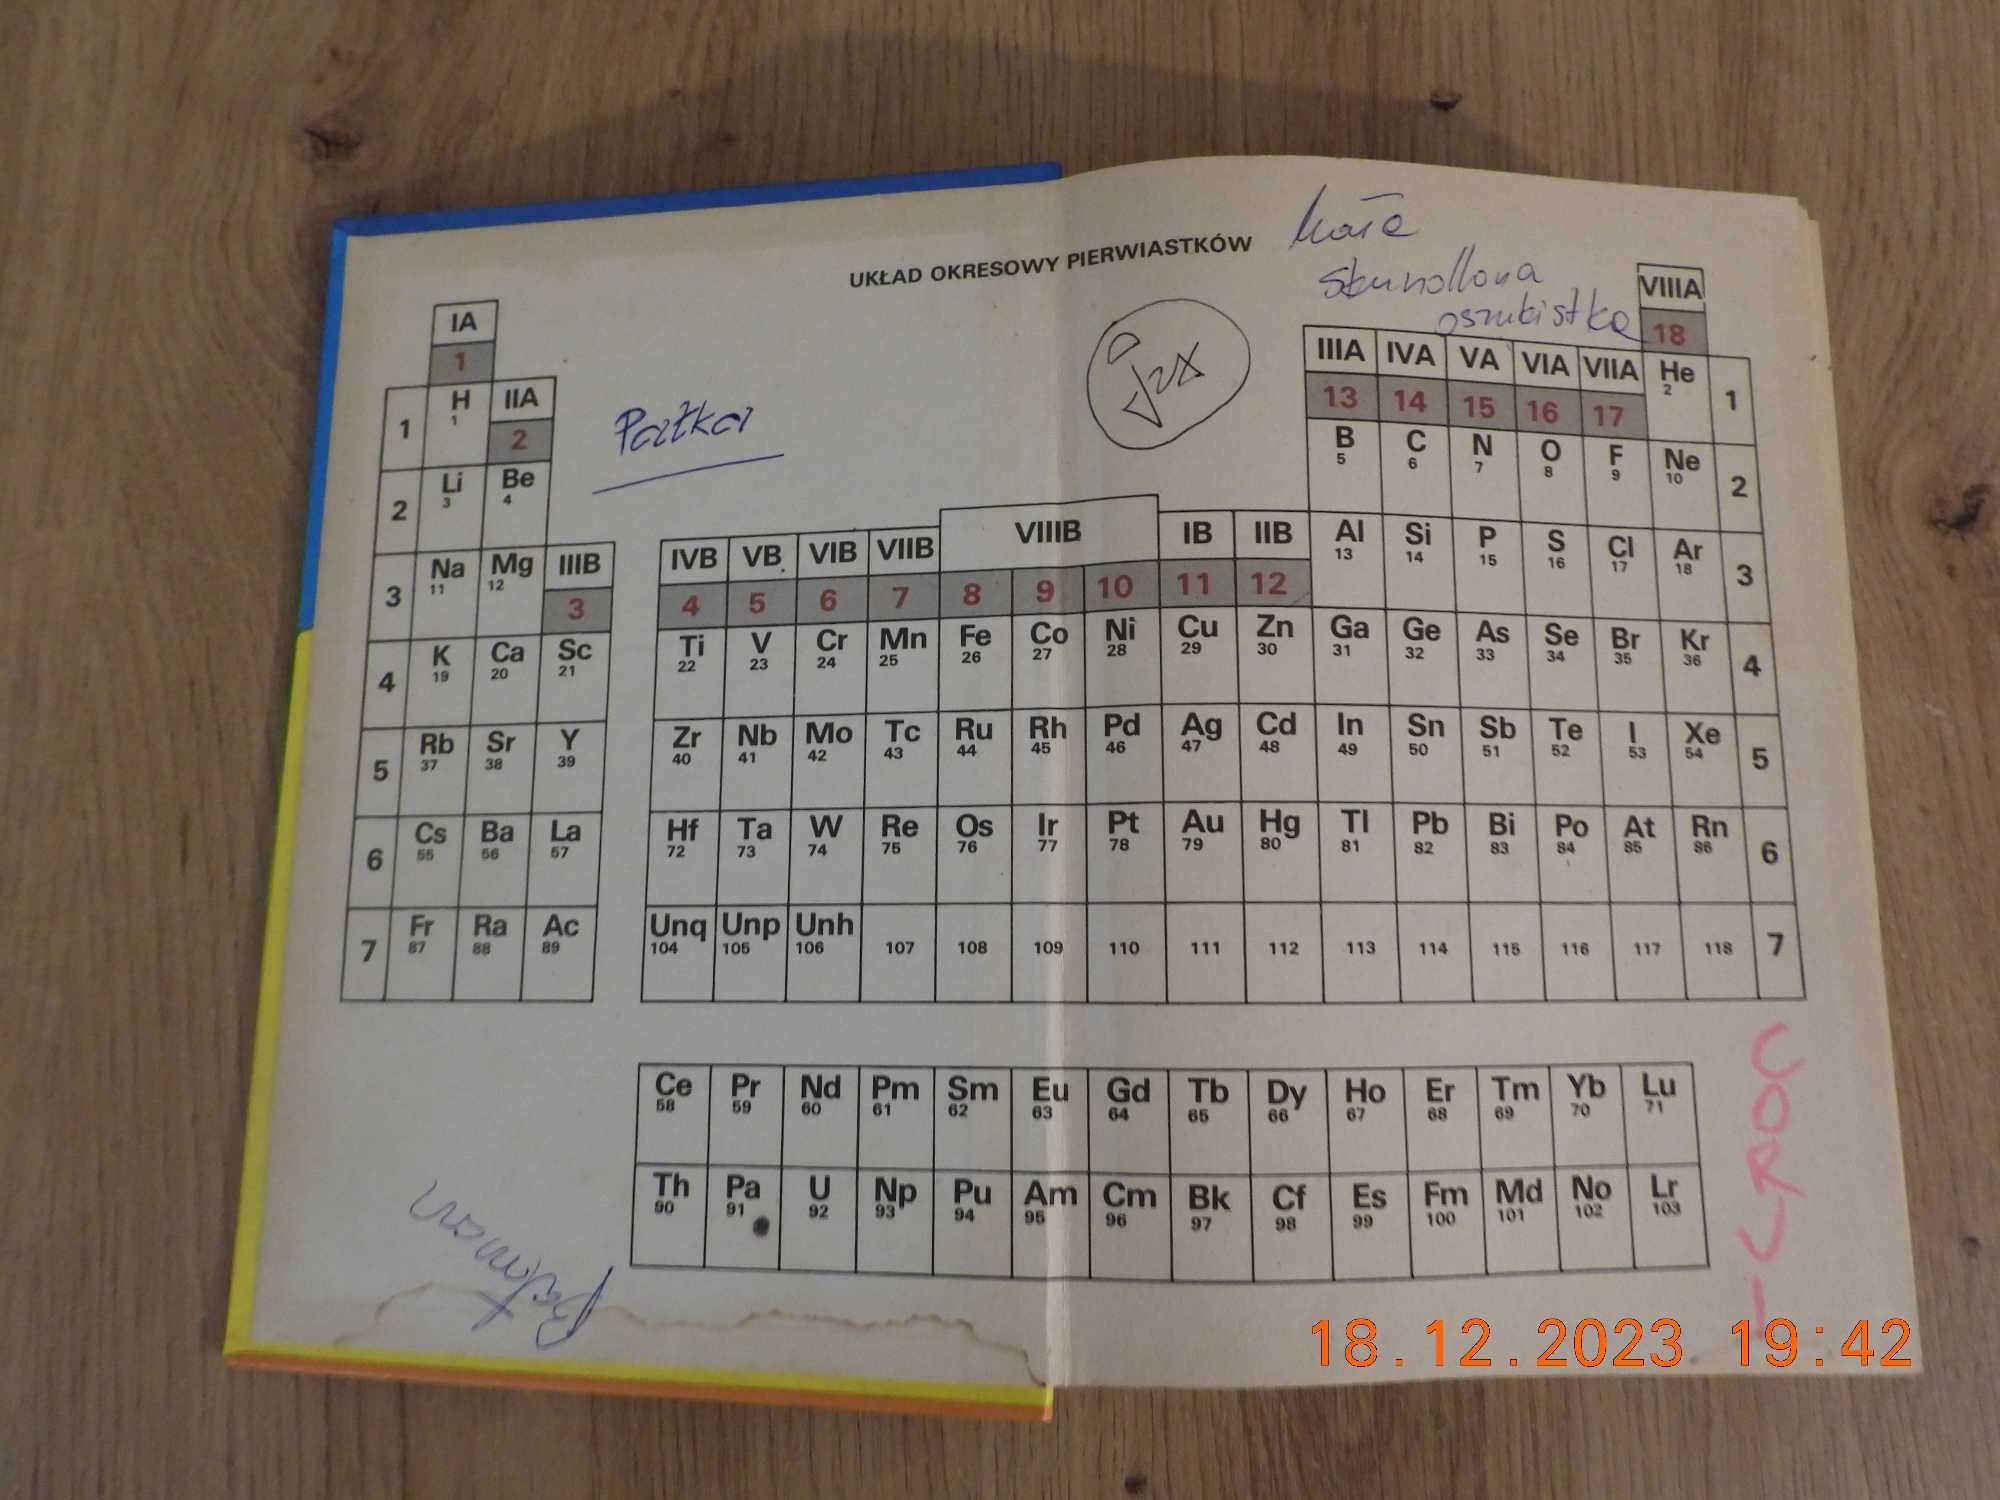 UKŁAD OKRESOWY PIERWIASTKÓW
Mała
skundlona
oszukistka
Pałka
IA VIIIA
1 18
1 H IIA IIIA IVA VA VIA VIIA He 1
1 2 13 14 15 16 17 2
2 Li Be B C N O F Ne 2
3 4 5 6 7 8 9 10
3 Na Mg IIIB IVB VB VIB VIIB VIIIB IB IIB Al Si P S Cl Ar 3
11 12 3 4 5 6 7 8 9 10 11 12 13 14 15 16 17 18
4 K Ca Sc Ti V Cr Mn Fe Co Ni Cu Zn Ga Ge As Se Br Kr 4
19 20 21 22 23 24 25 26 27 28 29 30 31 32 33 34 35 36
5 Rb Sr Y Zr Nb Mo Tc Ru Rh Pd Ag Cd In Sn Sb Te I Xe 5
37 38 39 40 41 42 43 44 45 46 47 48 49 50 51 52 53 54
6 Cs Ba La Hf Ta W Re Os Ir Pt Au Hg Tl Pb Bi Po At Rn 6
55 56 57 72 73 74 75 76 77 78 79 80 81 82 83 84 85 86
7 Fr Ra Ac Unq Unp Unh 7
87 88 89 104 105 106 107 108 109 110 111 112 113 114 115 116 117 118
Ce Pr Nd Pm Sm Eu Gd Tb Dy Ho Er Tm Yb Lu
58 59 60 61 62 63 64 65 66 67 68 69 70 71
Th Pa U Np Pu Am Cm Bk Cf Es Fm Md No Lr
90 91 92 93 94 95 96 97 98 99 100 101 102 103
Batman
18.12.2023 19:42